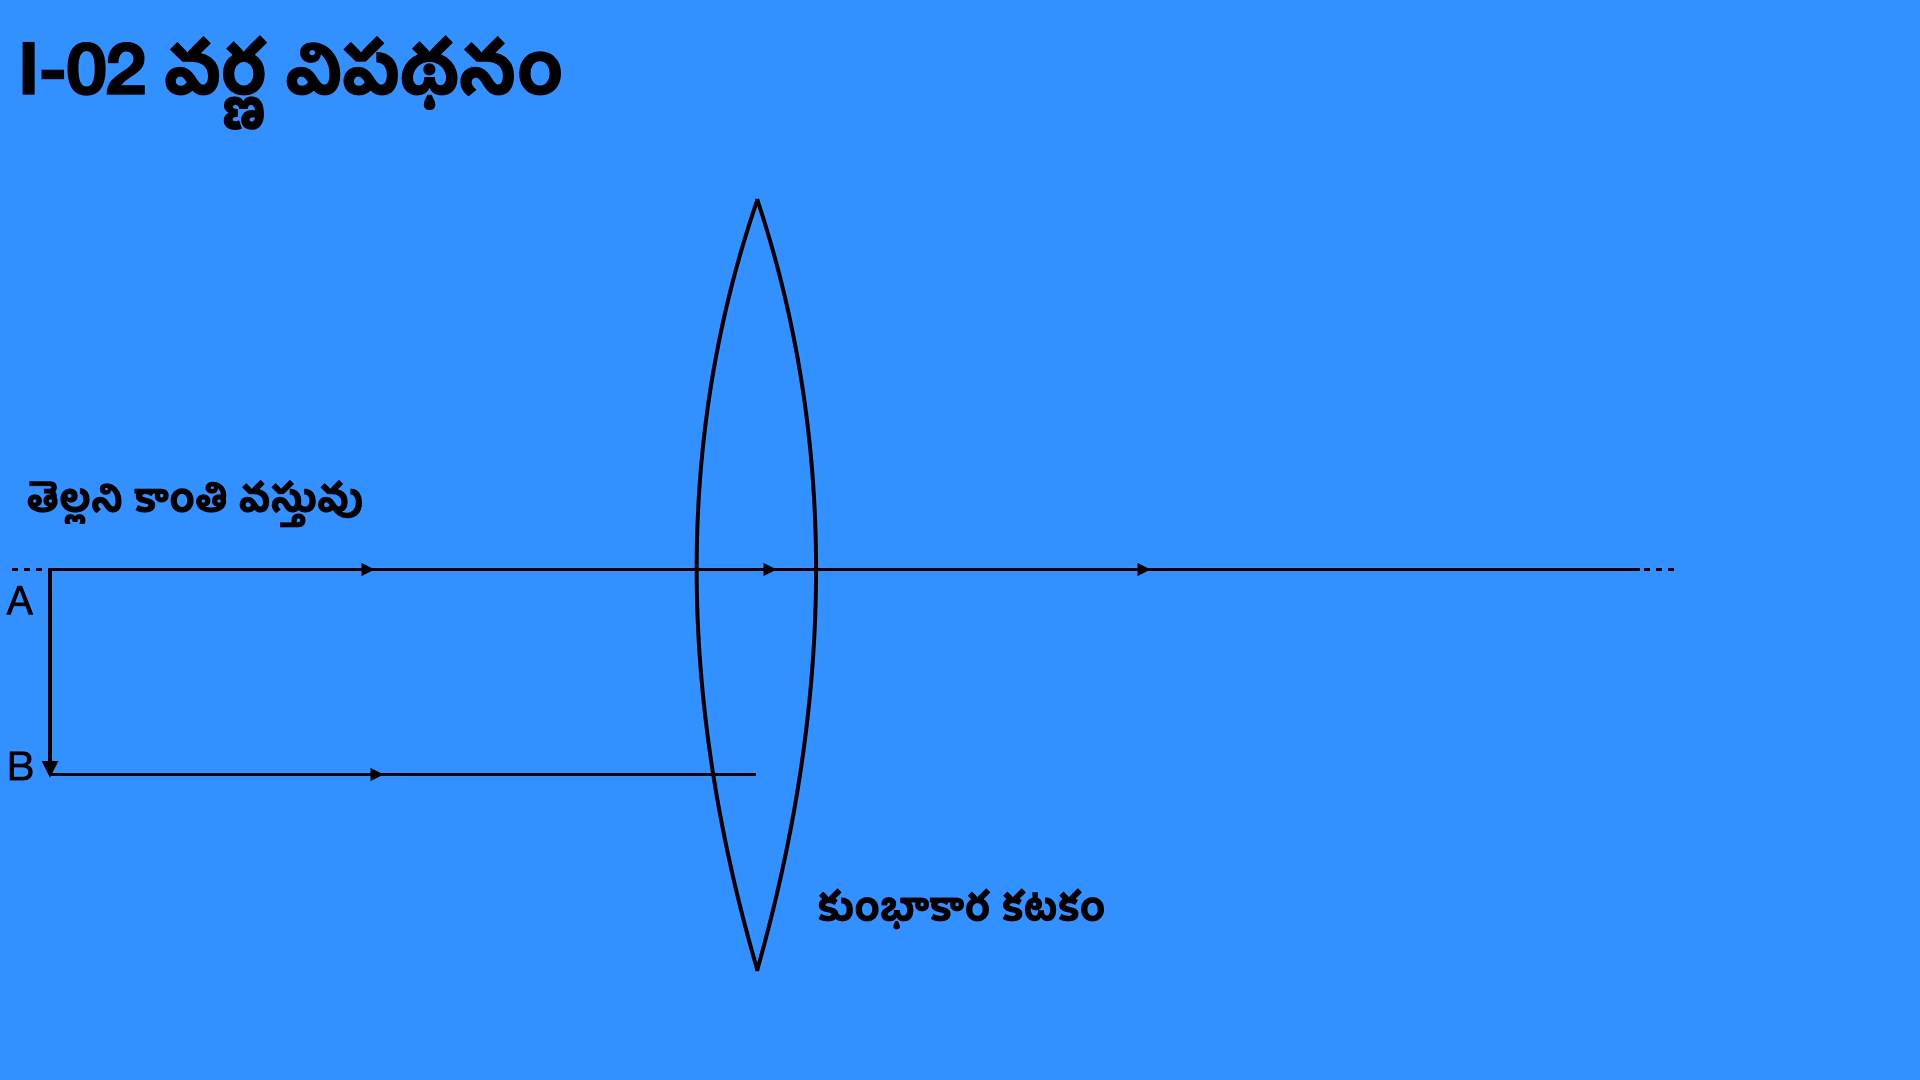 I-02 వర్ణ విపథనం
తెల్లని కాంతి వస్తువు
A
B
కుంభాకార కటకం